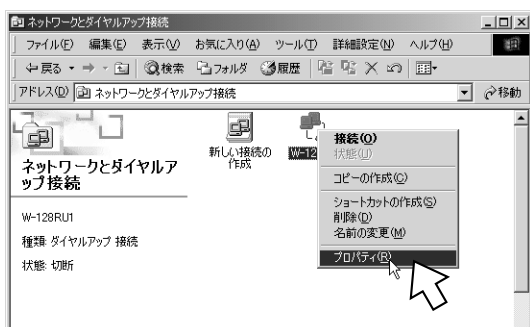 ネットワークとダイヤルアップ接続
ファイル(F) 編集(E) 表示(V) お気に入り(A) ツール(T) 詳細設定(N) ヘルプ(H)
戻る 検索 フォルダ 履歴
アドレス(D) ネットワークとダイヤルアップ接続 移動
ネットワークとダイヤルア
ップ接続
W-128RU1
種類: ダイヤルアップ 接続
状態: 切断
新しい接続の
作成
W-12
接続(O)
状態(U)
コピーの作成(C)
ショートカットの作成(S)
削除(D)
名前の変更(M)
プロパティ(R)